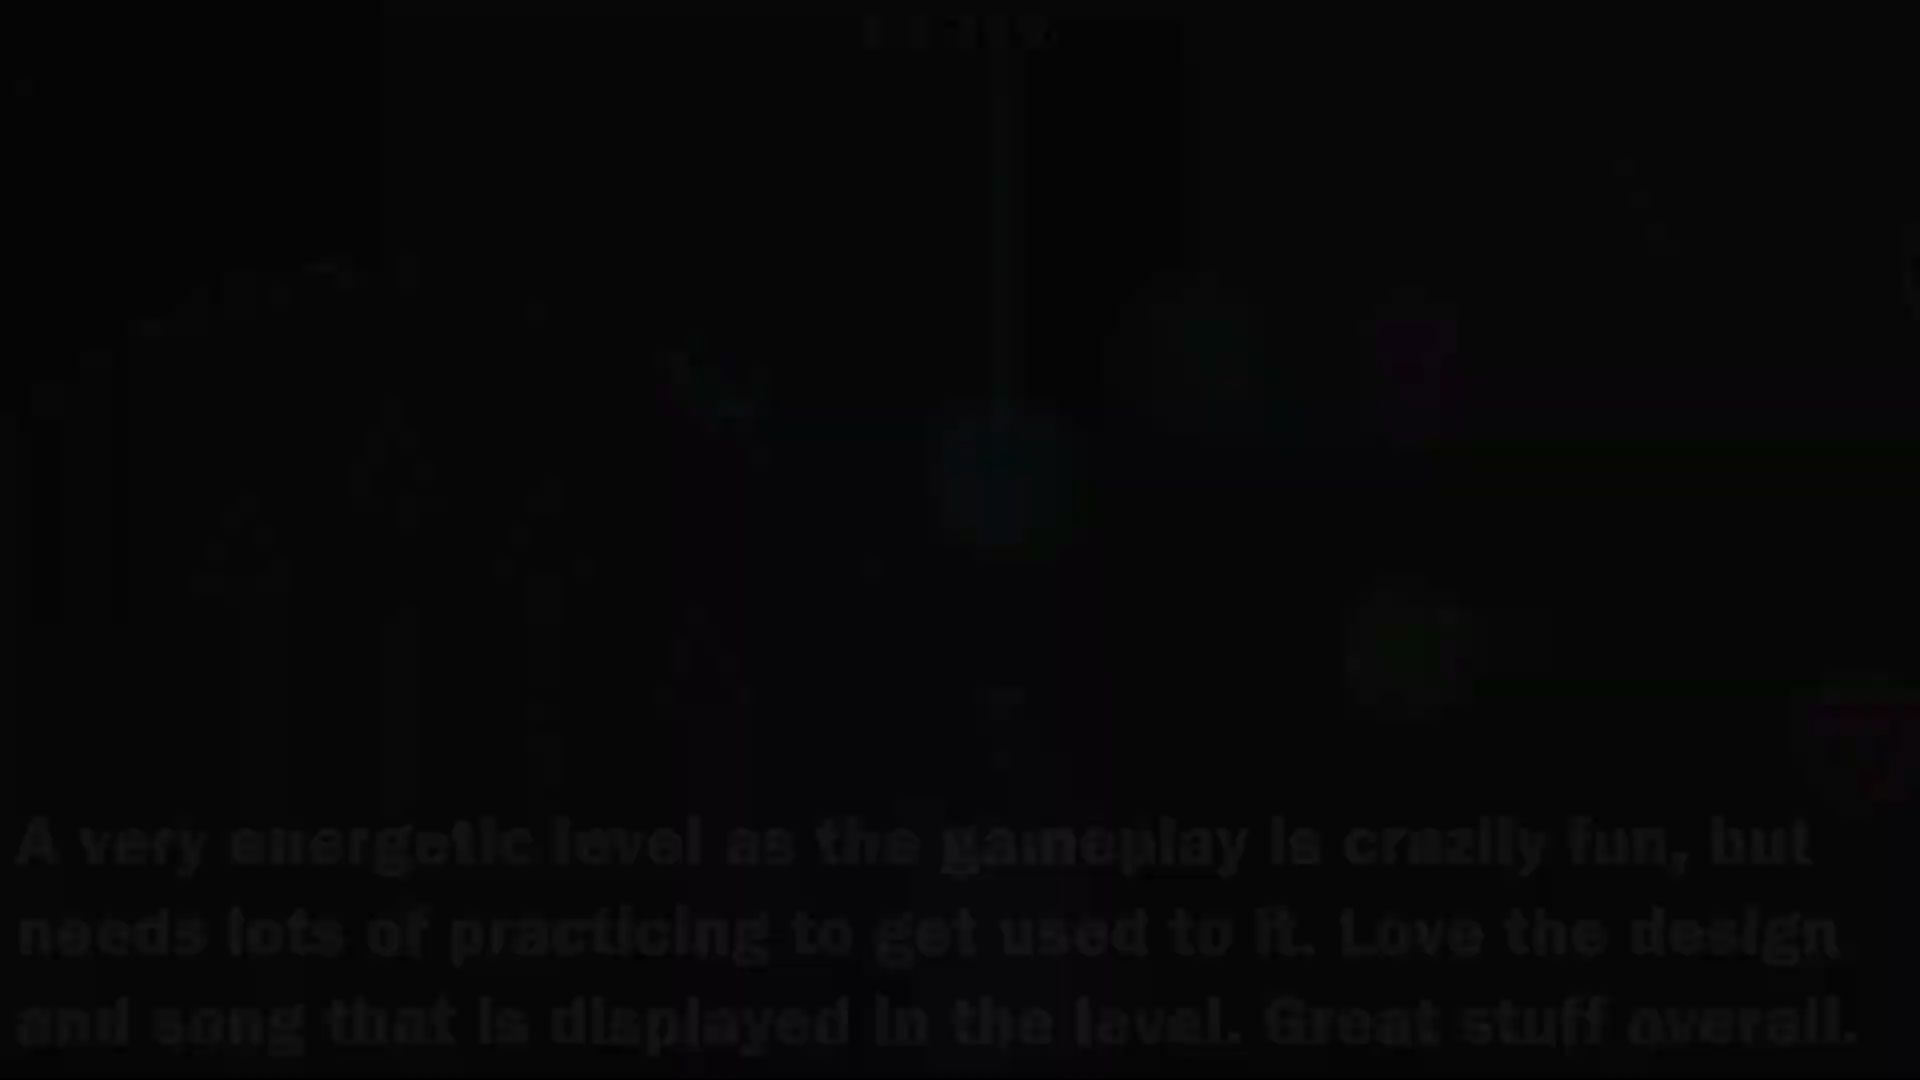 A very energetic level as the gameplay is crazily fun, but
needs lots of practicing to get used to it. Love the design
and song that is displayed in the level. Great stuff overall.